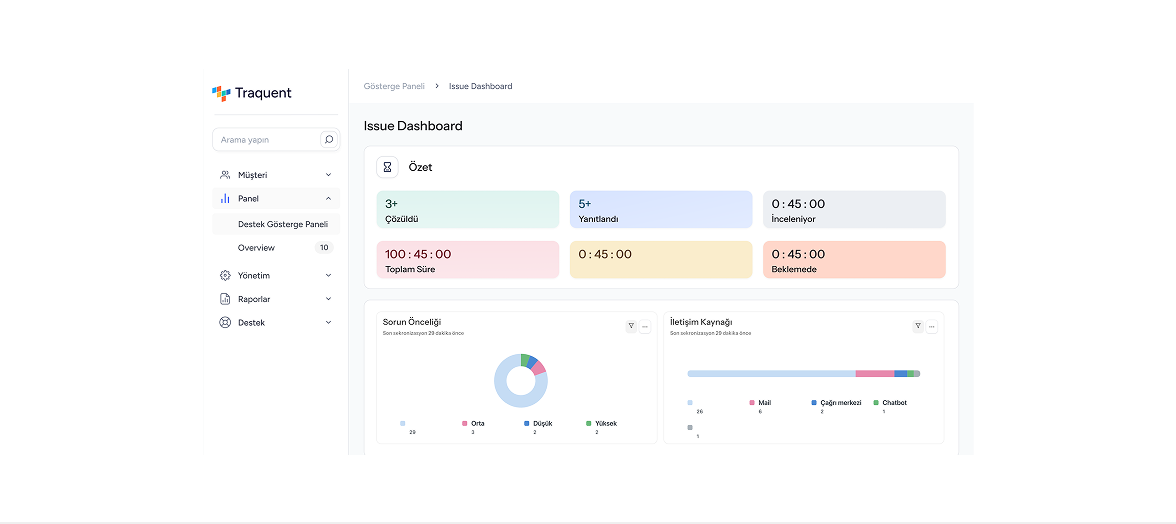 Traquent
Arama yapın
Müşteri
Panel
Destek Gösterge Paneli
Overview 10
Yönetim
Raporlar
Destek
Gösterge Paneli > Issue Dashboard
Issue Dashboard
Özet
3+
Çözüldü
5+
Yanıtlandı
0 : 45 : 00
İnceleniyor
100 : 45 : 00
Toplam Süre
0 : 45 : 00
0 : 45 : 00
Beklemede
Sorun Önceliği
Son sekronizasyon 29 dakika önce
Orta Düşük Yüksek
29 3 2 2
İletişim Kaynağı
Son sekronizasyon 29 dakika önce
Mail Çağrı merkezi Chatbot
26 6 2 1
1